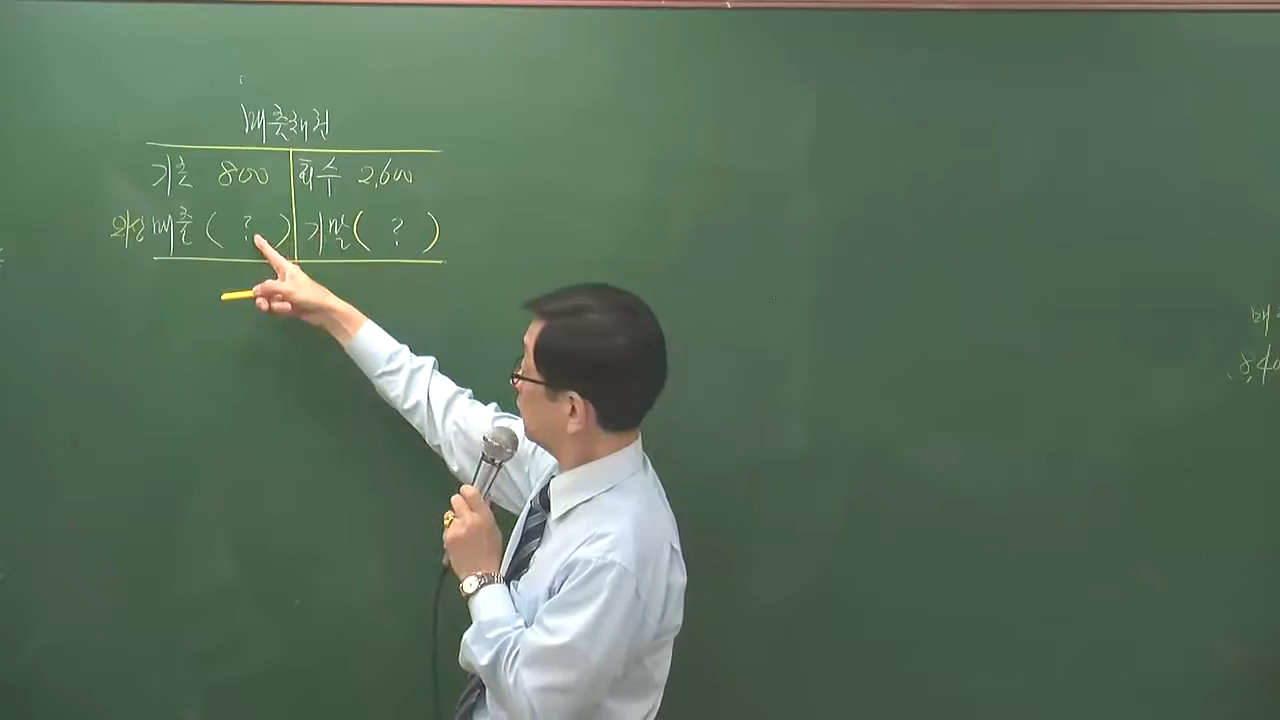 매출채권
기초 800 회수 2,600
외상매출 ( ? ) 기말 ( ? )